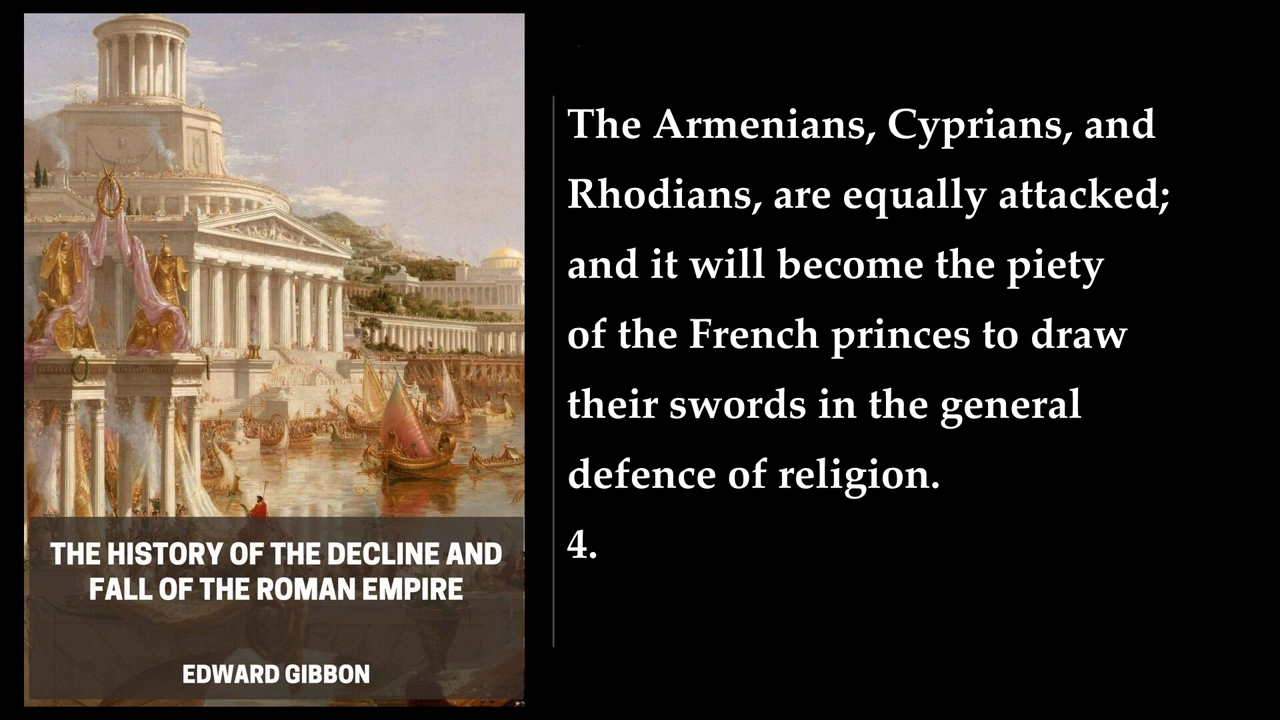 THE HISTORY OF THE DECLINE AND
FALL OF THE ROMAN EMPIRE
EDWARD GIBBON
The Armenians, Cyprians, and
Rhodians, are equally attacked;
and it will become the piety
of the French princes to draw
their swords in the general
defence of religion.
4.